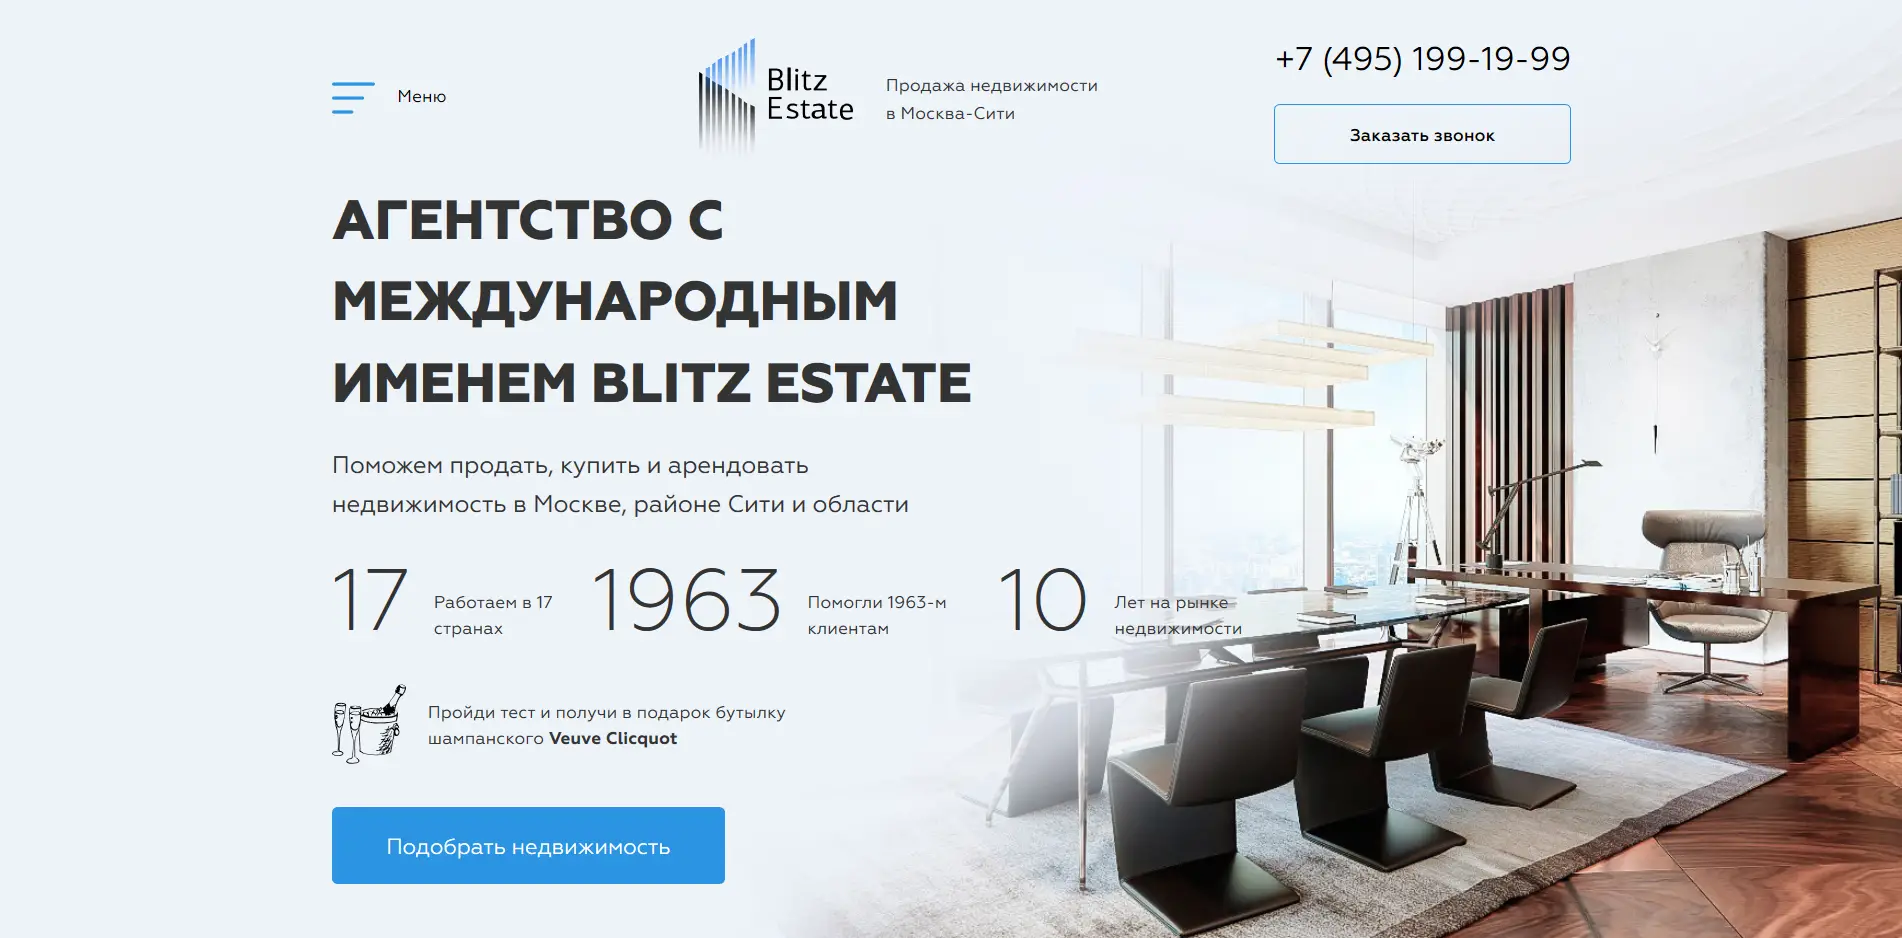 Меню
Blitz
Estate
Продажа недвижимости
в Москва-Сити
+7 (495) 199-19-99
Заказать звонок
АГЕНТСТВО С
МЕЖДУНАРОДНЫМ
ИМЕНЕМ BLITZ ESTATE
Поможем продать, купить и арендовать
недвижимость в Москве, районе Сити и области
17
Работаем в 17
странах
1963
Помогли 1963-м
клиентам
10
Лет на рынке
недвижимости
Пройди тест и получи в подарок бутылку
шампанского Veuve Clicquot
Подобрать недвижимость